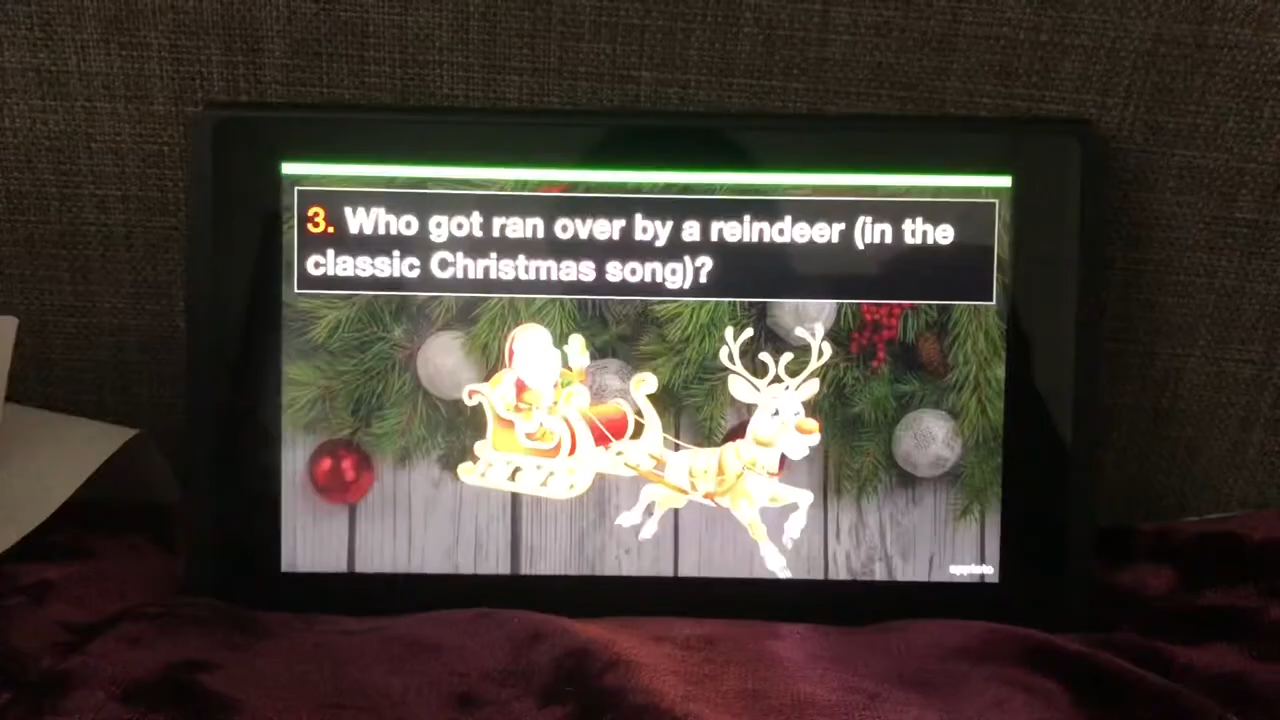 3. Who got ran over by a reindeer (in the
classic Christmas song)?